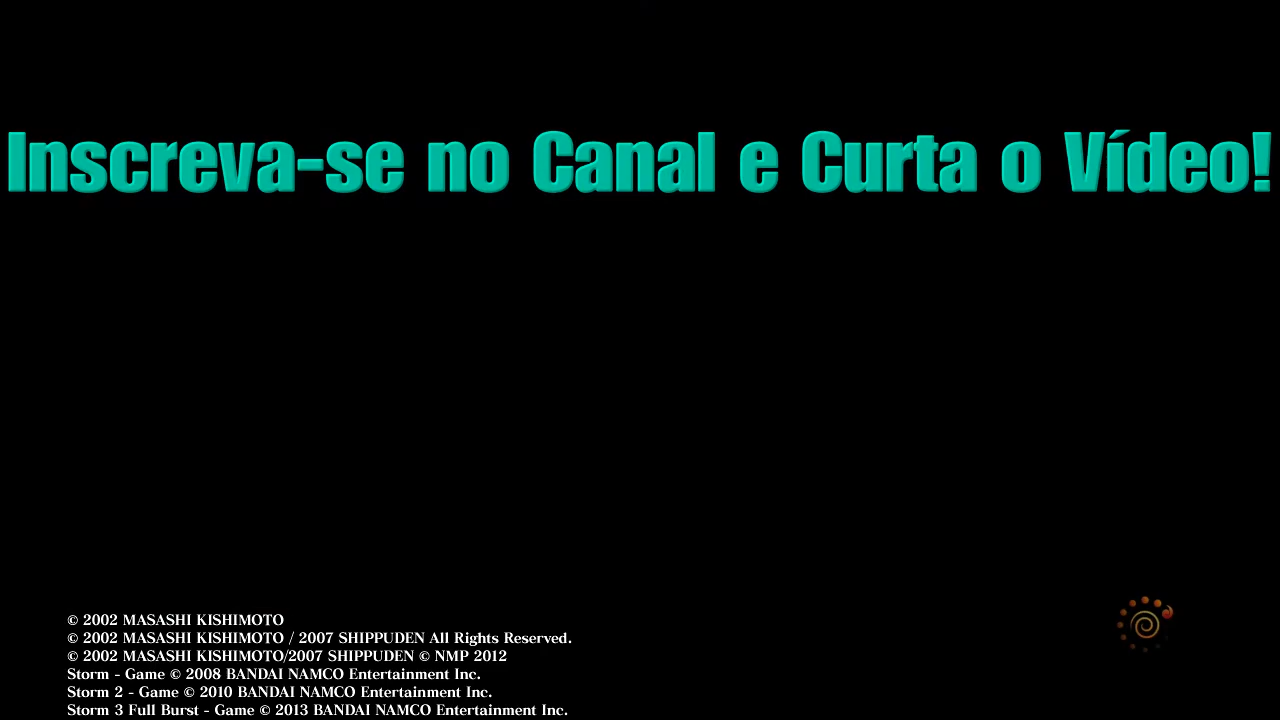 Inscreva-se no Canal e Curta o Vídeo!
© 2002 MASASHI KISHIMOTO
© 2002 MASASHI KISHIMOTO / 2007 SHIPPUDEN All Rights Reserved.
© 2002 MASASHI KISHIMOTO/2007 SHIPPUDEN © NMP 2012
Storm - Game © 2008 BANDAI NAMCO Entertainment Inc.
Storm 2 - Game © 2010 BANDAI NAMCO Entertainment Inc.
Storm 3 Full Burst - Game © 2013 BANDAI NAMCO Entertainment Inc.